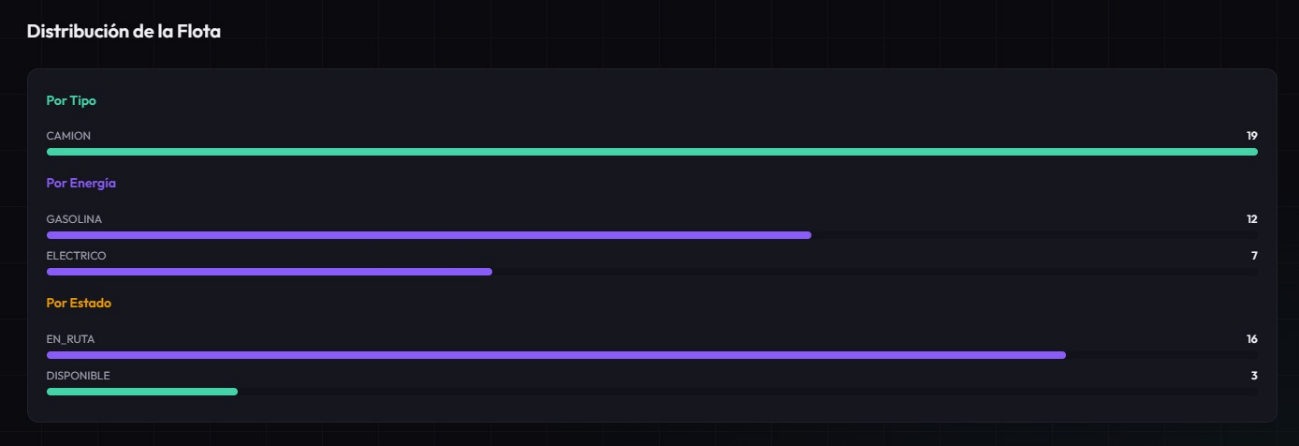 Distribución de la Flota
Por Tipo
CAMION 19
Por Energía
GASOLINA 12
ELECTRICO 7
Por Estado
EN_RUTA 16
DISPONIBLE 3